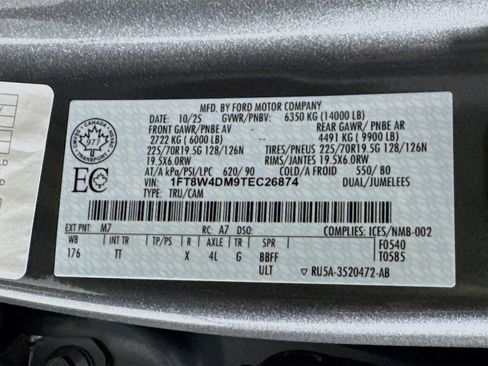 MFD. BY FORD MOTOR COMPANY
DATE: 10/25 GVWR/PNBV: 6350 KG (14000 LB)
FRONT GAWR/PNBE AV REAR GAWR/ PNBE AR
2722 KG ( 6000 LB) 4491 KG ( 9900 LB)
225/70R19.5G 128/126N TIRES/PNEUS 225/70R19.5G 128/126N
19.5X6.0RW RIMS/JANTES 19.5X6.0RW
AT/A kPa/PSI/LPC 620/ 90 COLD/A FROID 550/ 80
VIN: 1FT8W4DM9TEC26874 DUAL/JUMELEES
TYPE: TRU/CAM
CANADA
977
TRANSPORT
EC
EXT PNT: M7 RC: A7 DSO: COMPLIES: ICES/NMB-002
WB INT TR TP/PS R AXLE TR SPR F0540
176 TT X 4L G BBFF T0585
ULT ▽ RU5A-3520472-AB